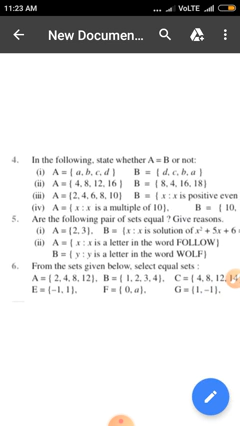 11:23 AM
... VoLTE
New Documen...
4. In the following, state whether A = B or not:
(i) A = { a, b, c, d } B = { d, c, b, a }
(ii) A = { 4, 8, 12, 16 } B = { 8, 4, 16, 18}
(iii) A = {2, 4, 6, 8, 10} B = { x : x is positive even
(iv) A = { x : x is a multiple of 10}, B = { 10,
5. Are the following pair of sets equal ? Give reasons.
(i) A = {2, 3}, B = {x : x is solution of x² + 5x + 6
(ii) A = { x : x is a letter in the word FOLLOW}
B = { y : y is a letter in the word WOLF}
6. From the sets given below, select equal sets :
A = { 2, 4, 8, 12}, B = { 1, 2, 3, 4}, C = { 4, 8, 12, 14
E = {–1, 1}, F = { 0, a}, G = {1, –1},